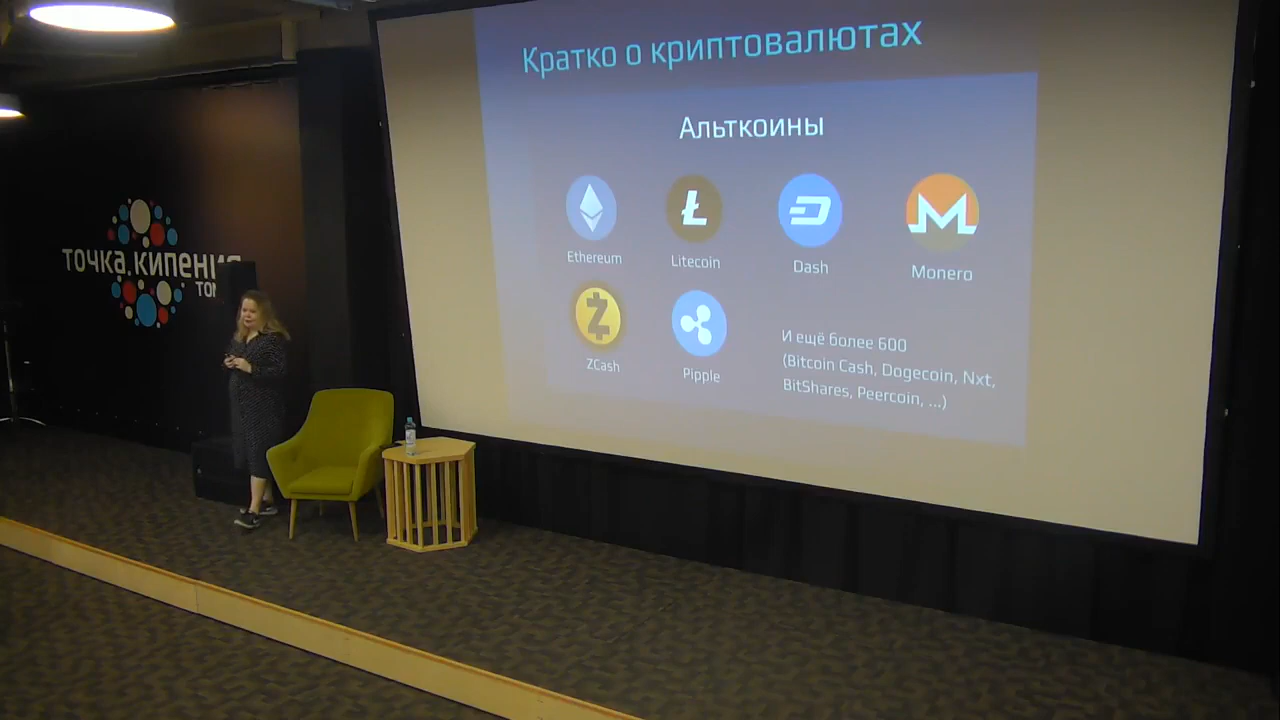 Кратко о криптовалютах
Альткоины
Ethereum
Litecoin
Dash
Monero
ZCash
Pipple
И ещё более 600
(Bitcoin Cash, Dogecoin, Nxt,
BitShares, Peercoin, ...)
точка кипения